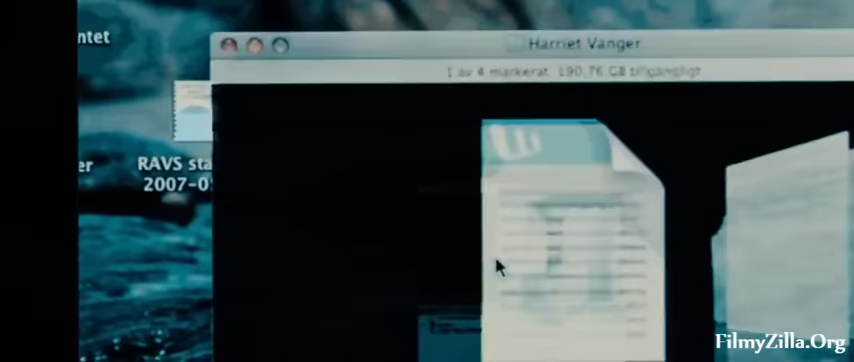 ntet
Harriet Vanger
1 av 4 markerat, 190,76 GB tillgängligt
er
RAVS sta
2007-0
FilmyZilla.Org